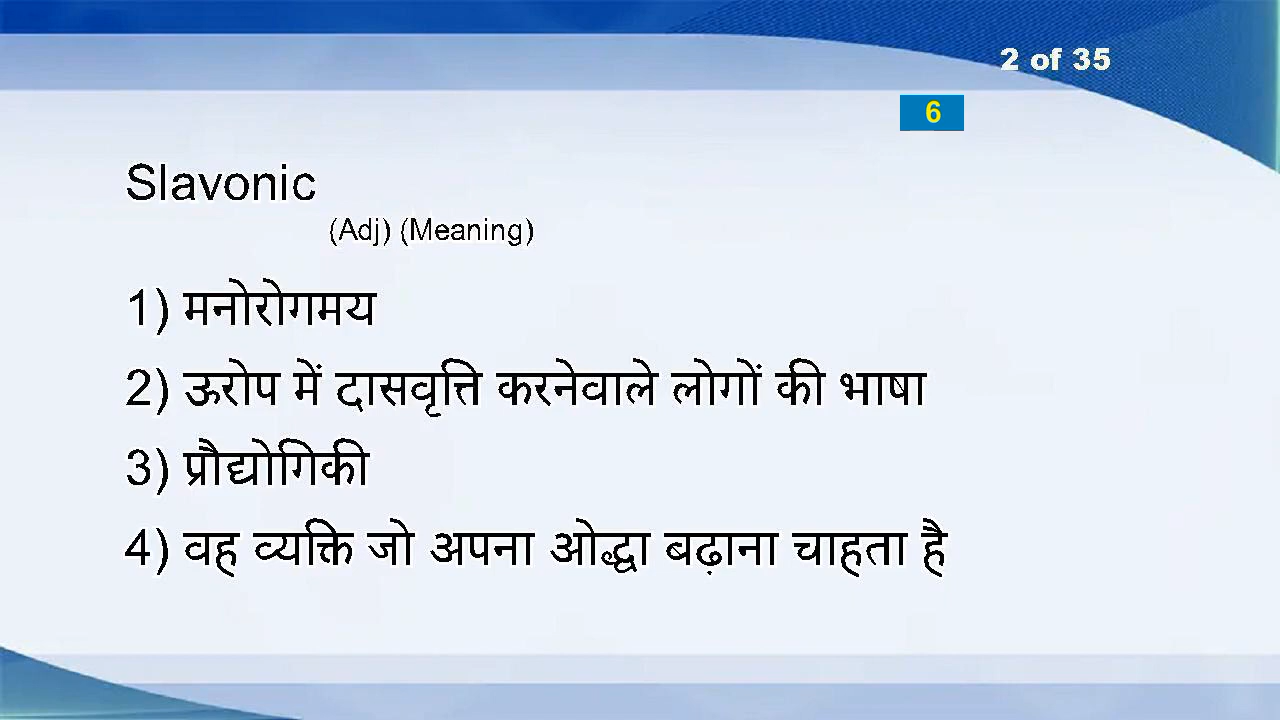 2 of 35
6
Slavonic
(Adj) (Meaning)
1) मनोरोगमय
2) ऊरोप में दासवृत्ति करनेवाले लोगों की भाषा
3) प्रौद्योगिकी
4) वह व्यक्ति जो अपना ओद्धा बढ़ाना चाहता है